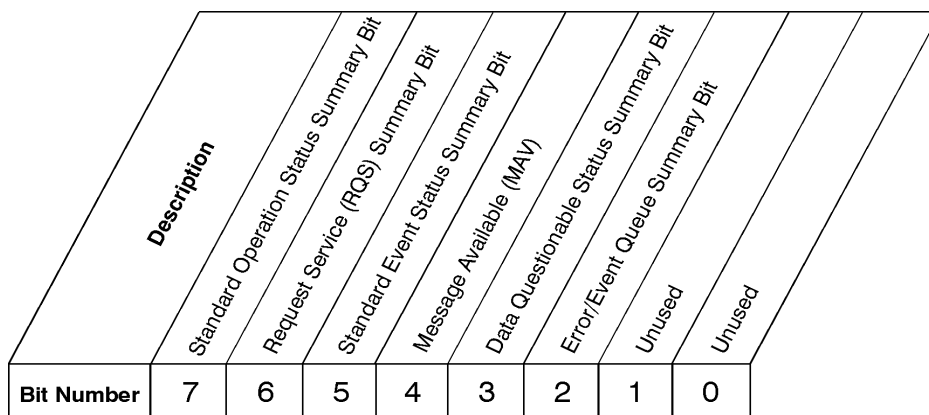 Description
Standard Operation Status Summary Bit
Request Service (RQS) Summary Bit
Standard Event Status Summary Bit
Message Available (MAV)
Data Questionable Status Summary Bit
Error/Event Queue Summary Bit
Unused
Unused
Bit Number 7 6 5 4 3 2 1 0